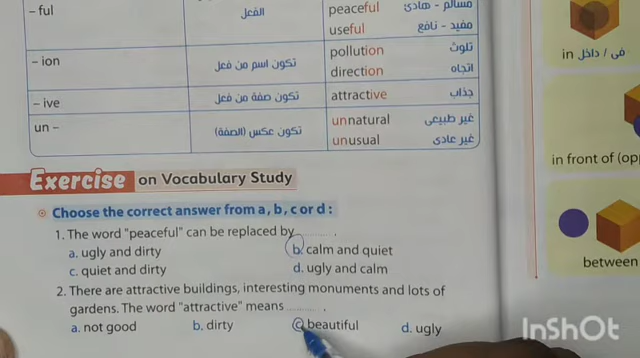 – ful
الفعل
peaceful مسالم - هادئ
useful مفيد - نافع
– ion
تكون اسم من فعل
pollution تلوث
direction اتجاه
– ive
تكون صفة من فعل
attractive جذاب
un –
تكون عكس (الصفة)
unnatural غير طبيعى
unusual غير عادى
in فى / داخل
in front of (op
between
Exercise on Vocabulary Study
Choose the correct answer from a, b, c or d :
1. The word "peaceful" can be replaced by ........... .
a. ugly and dirty b. calm and quiet
c. quiet and dirty d. ugly and calm
2. There are attractive buildings, interesting monuments and lots of
gardens. The word "attractive" means ........... .
a. not good b. dirty c. beautiful d. ugly
InShOt